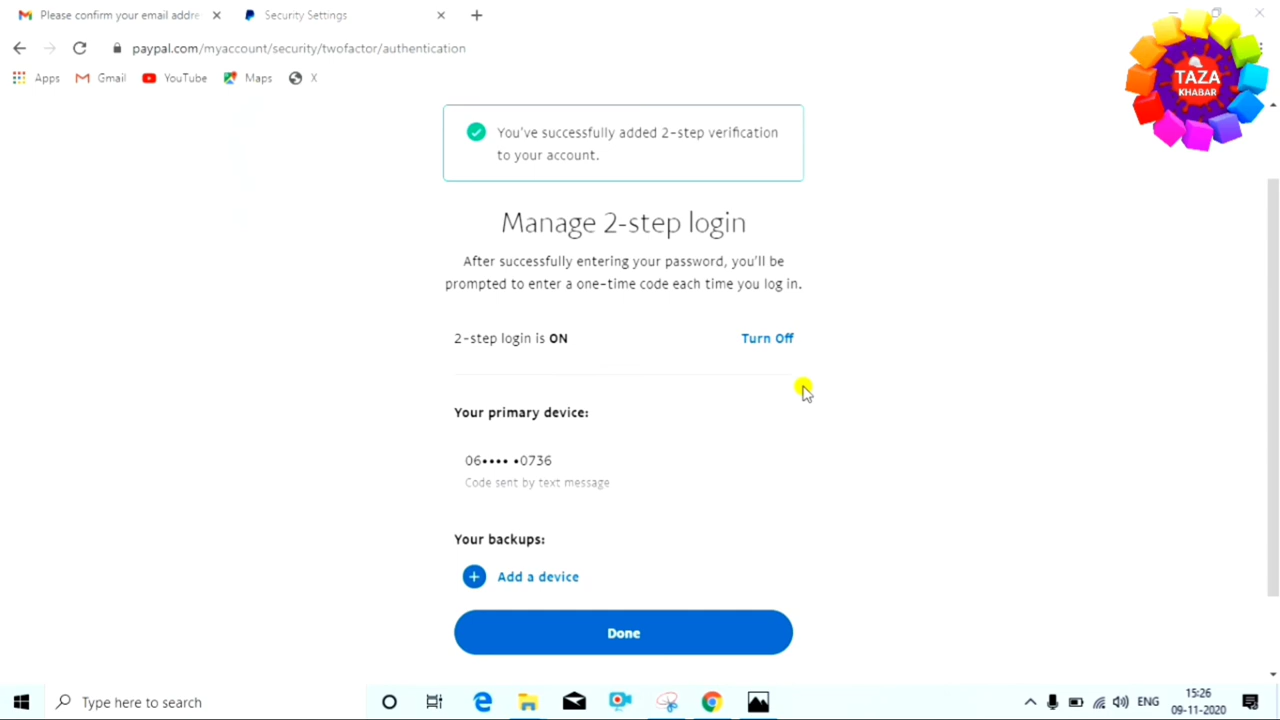 Please confirm your email addre
Security Settings
paypal.com/myaccount/security/twofactor/authentication
Apps
Gmail
YouTube
Maps
X
TAZA
KHABAR
You've successfully added 2-step verification
to your account.
Manage 2-step login
After successfully entering your password, you'll be
prompted to enter a one-time code each time you log in.
2-step login is ON
Turn Off
Your primary device:
06•••• •0736
Code sent by text message
Your backups:
Add a device
Done
Type here to search
ENG
15:26
09-11-2020